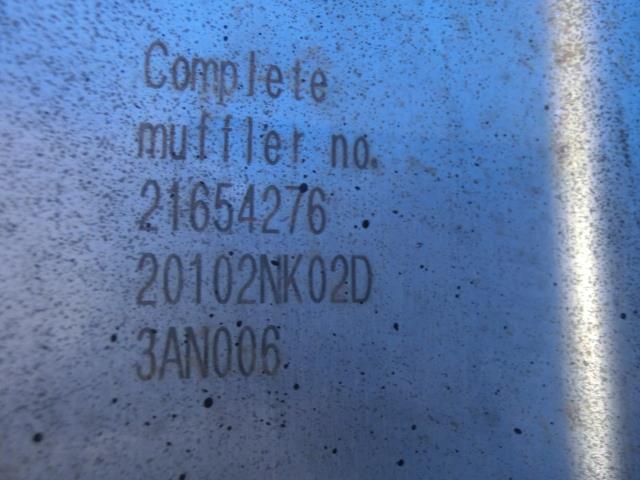 Complete
muffler no.
21654276
20102NK02D
3AN006